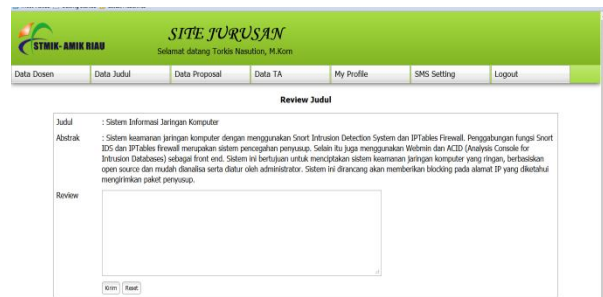 STMIK- AMIK RIAU
SITE JURUSAN
Selamat datang Torkis Nasution, M.Kom
Data Dosen Data Judul Data Proposal Data TA My Profile SMS Setting Logout
Review Judul
Judul : Sistem Informasi Jaringan Komputer
Abstrak : Sistem keamanan jaringan komputer dengan menggunakan Snort Intrusion Detection System dan IPTables Firewall. Penggabungan fungsi Snort
IDS dan IPTables firewall merupakan sistem pencegahan penyusup. Selain itu juga menggunakan Webmin dan ACID (Analysis Console for
Intrusion Databases) sebagai front end. Sistem ini bertujuan untuk menciptakan sistem keamanan jaringan komputer yang ringan, berbasiskan
open source dan mudah dianalisa serta diatur oleh administrator. Sistem ini dirancang akan memberikan blocking pada alamat IP yang diketahui
mengirimkan paket penyusup.
Review
Kirim Reset